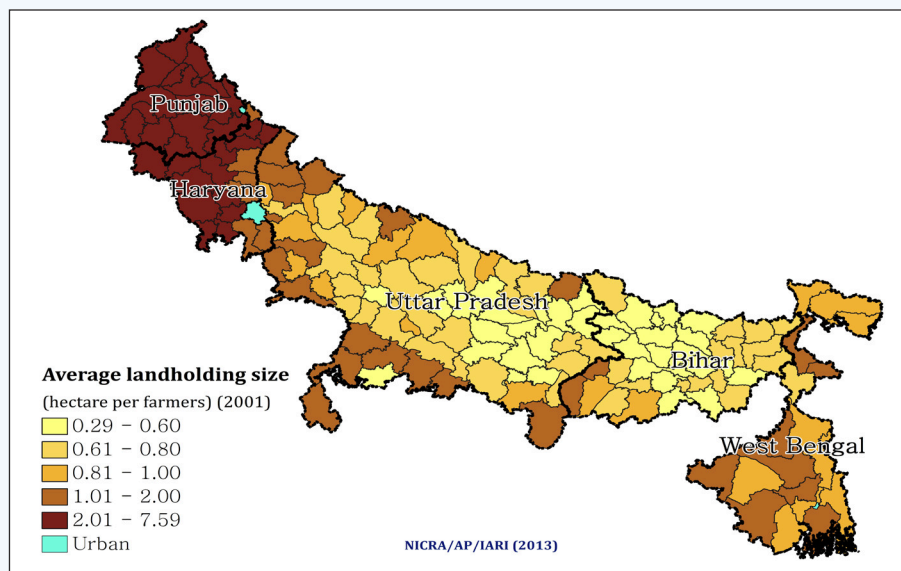 Punjab
Haryana
Uttar Pradesh
Bihar
West Bengal
Average landholding size
(hectare per farmers) (2001)
0.29 - 0.60
0.61 - 0.80
0.81 - 1.00
1.01 - 2.00
2.01 - 7.59
Urban
NICRA/AP/IARI (2013)